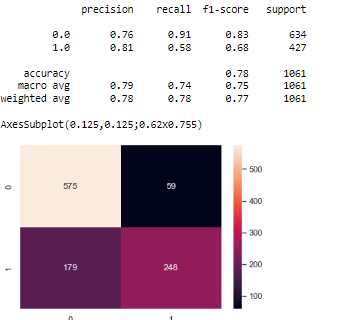 precision recall f1-score support
0.0 0.76 0.91 0.83 634
1.0 0.81 0.58 0.68 427
accuracy 0.78 1061
macro avg 0.79 0.74 0.75 1061
weighted avg 0.78 0.78 0.77 1061
AxesSubplot(0.125,0.125;0.62x0.755)
500
0 575 59
400
300
1 179 248
200
100
0 1